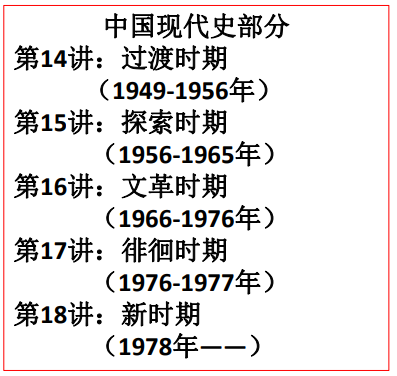 中国现代史部分
第14讲：过渡时期
（1949-1956年）
第15讲：探索时期
（1956-1965年）
第16讲：文革时期
（1966-1976年）
第17讲：徘徊时期
（1976-1977年）
第18讲：新时期
（1978年——）